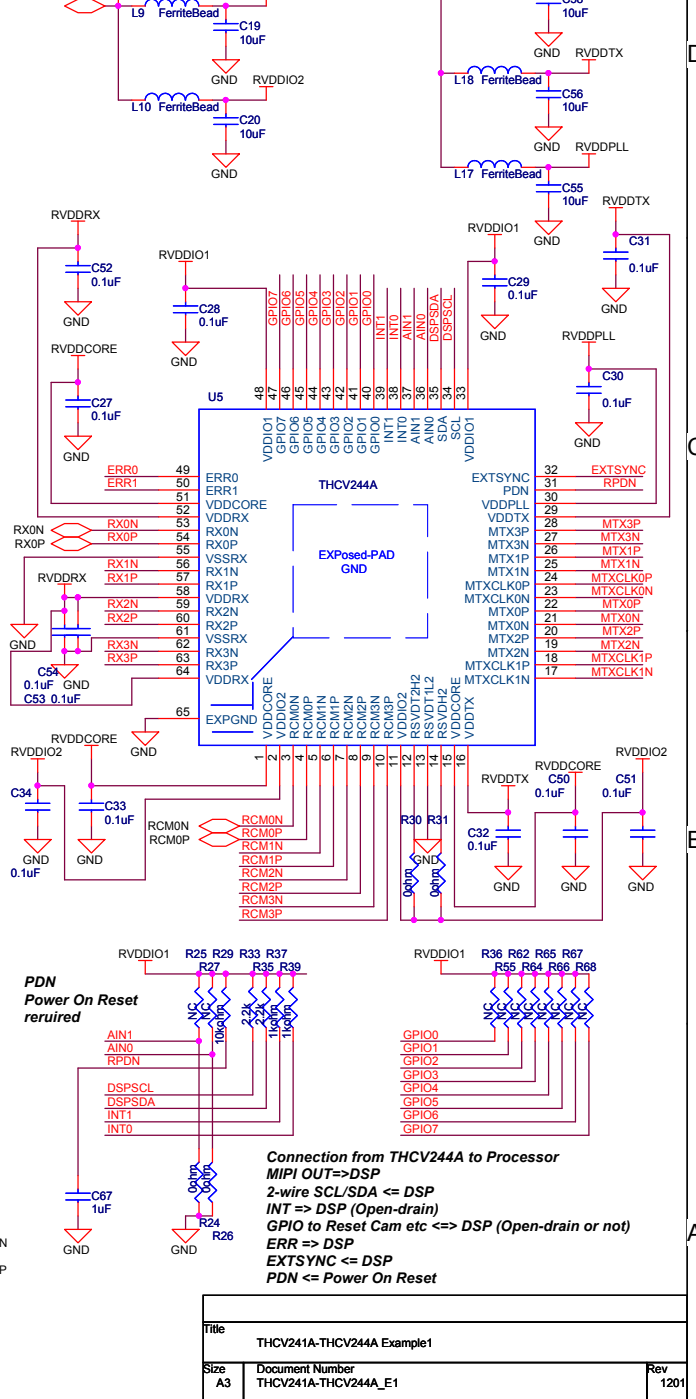 L9 FerriteBead
C19
10uF
GND
RVDDIO2
L10 FerriteBead
C20
10uF
GND
10uF
GND
RVDDTX
L18 FerriteBead
C56
10uF
GND
RVDDPLL
L17 FerriteBead
C55
10uF
GND
RVDDRX
C52
0.1uF
GND
RVDDIO1
C28
0.1uF
GND
RVDDCORE
C27
0.1uF
GND
RVDDIO1
C29
0.1uF
GND
RVDDTX
C31
0.1uF
GND
RVDDPLL
C30
0.1uF
GND
GPIO7
GPIO6
GPIO5
GPIO4
GPIO3
GPIO2
GPIO1
GPIO0
INT1
INT0
AIN1
AIN0
DSPSDA
DSPSCL
U5
48 VDDIO1
47 GPIO7
46 GPIO6
45 GPIO5
44 GPIO4
43 GPIO3
42 GPIO2
41 GPIO1
40 GPIO0
39 INT1
38 INT0
37 AIN1
36 AIN0
35 SDA
34 SCL
33 VDDIO1
THCV244A
EXPosed-PAD
GND
ERR0 49 ERR0
ERR1 50 ERR1
51 VDDCORE
52 VDDRX
RX0N RX0N 53 RX0N
RX0P RX0P 54 RX0P
55 VSSRX
RX1N 56 RX1N
RX1P 57 RX1P
58 VDDRX
RX2N 59 RX2N
RX2P 60 RX2P
61 VSSRX
RX3N 62 RX3N
RX3P 63 RX3P
64 VDDRX
65 EXPGND
RVDDRX
GND
C54
0.1uF GND
C53 0.1uF
GND
EXTSYNC 32 EXTSYNC
PDN 31 RPDN
VDDPLL 30
VDDTX 29
MTX3P 28 MTX3P
MTX3N 27 MTX3N
MTX1P 26 MTX1P
MTX1N 25 MTX1N
MTXCLK0P 24 MTXCLK0P
MTXCLK0N 23 MTXCLK0N
MTX0P 22 MTX0P
MTX0N 21 MTX0N
MTX2P 20 MTX2P
MTX2N 19 MTX2N
MTXCLK1P 18 MTXCLK1P
MTXCLK1N 17 MTXCLK1N
VDDCORE 1
VDDIO2 2
RCM0N 3
RCM0P 4
RCM1N 5
RCM1P 6
RCM2N 7
RCM2P 8
RCM3N 9
RCM3P 10
VDDIO2 11
RSVDT2H2 12
RSVDT1L2 13
RSVDH2 14
VDDCORE 15
VDDTX 16
RVDDIO2
C34
GND
0.1uF
RVDDCORE
C33
0.1uF
GND
RCM0N RCM0N
RCM0P RCM0P
RCM1N
RCM1P
RCM2N
RCM2P
RCM3N
RCM3P
R30 R31
GND
0ohm
0ohm
RVDDTX
C32
0.1uF
GND
RVDDCORE
C50
0.1uF
GND
RVDDIO2
C51
0.1uF
GND
PDN
Power On Reset
reruired
RVDDIO1
R25 R29 R33 R37
R27 R35 R39
NC
NC
10kohm
2.2k
2.2k
1kohm
1kohm
AIN1
AIN0
RPDN
DSPSCL
DSPSDA
INT1
INT0
0ohm
0ohm
R24
R26
GND
C67
1uF
GND
RVDDIO1
R36 R62 R65 R67
R55 R64 R66 R68
NC
NC
NC
NC
NC
NC
NC
NC
GPIO0
GPIO1
GPIO2
GPIO3
GPIO4
GPIO5
GPIO6
GPIO7
Connection from THCV244A to Processor
MIPI OUT=>DSP
2-wire SCL/SDA <= DSP
INT => DSP (Open-drain)
GPIO to Reset Cam etc <=> DSP (Open-drain or not)
ERR => DSP
EXTSYNC <= DSP
PDN <= Power On Reset
N
P
C
A
Title
THCV241A-THCV244A Example1
Size
A3
Document Number
THCV241A-THCV244A_E1
Rev
1201